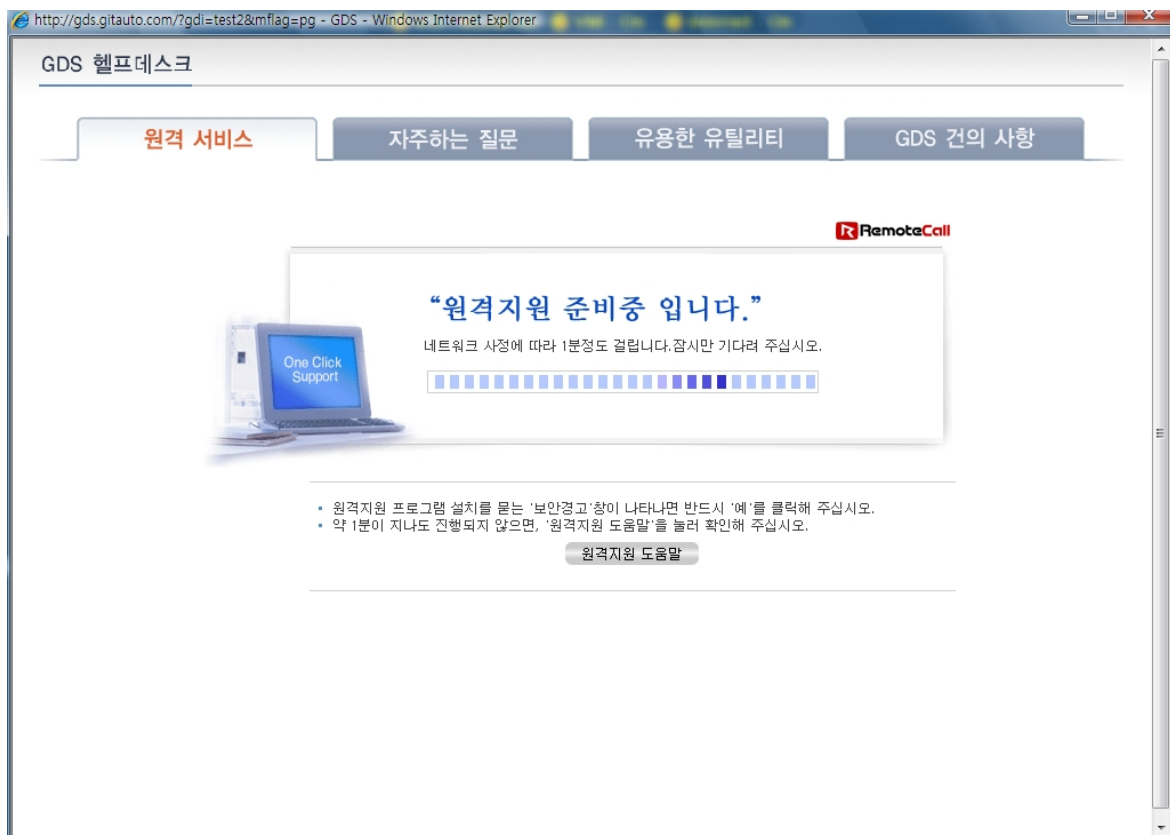 http://gds.gitauto.com/?gdi=test2&mflag=pg - GDS - Windows Internet Explorer
GDS 헬프데스크
원격 서비스
자주하는 질문
유용한 유틸리티
GDS 건의 사항
RemoteCall
“원격지원 준비중 입니다.”
네트워크 사정에 따라 1분정도 걸립니다.잠시만 기다려 주십시오.
One Click
Support
원격지원 프로그램 설치를 묻는 '보안경고'창이 나타나면 반드시 '예'를 클릭해 주십시오.
약 1분이 지나도 진행되지 않으면, '원격지원 도움말'을 눌러 확인해 주십시오.
원격지원 도움말